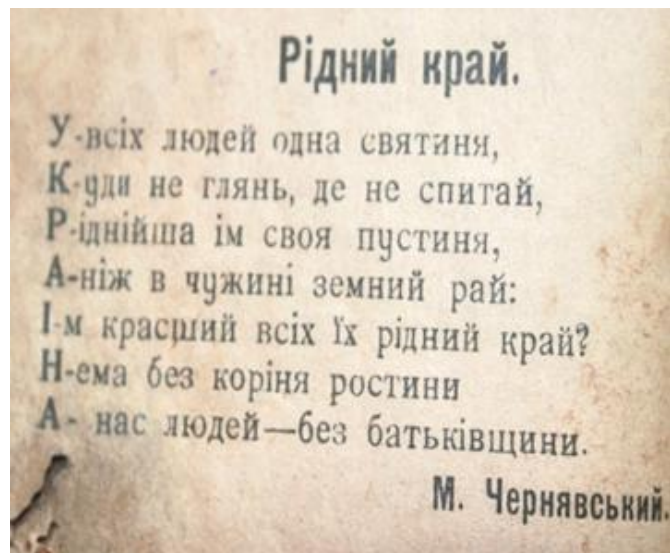 Рідний край.
У-всіх людей одна святиня,
К-уди не глянь, де не спитай,
Р-іднійша ім своя пустиня,
А-ніж в чужині земний рай:
І-м красший всіх їх рідний край?
Н-ема без коріня ростини
А- нас людей—без батьківщини.
М. Чернявський.